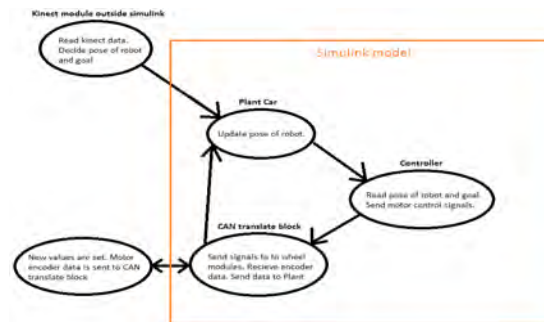 Kinect module outside simulink
Read kinect data.
Decide pose of robot
and goal
Simulink model
Plant Car
Update pose of robot.
Controller
Read pose of robot and goal.
Send motor control signals.
CAN translate block
Send signals to to wheel
modules. Recieve encoder
data. Send data to Plant
New values are set. Motor
encoder data is sent to CAN
translate block